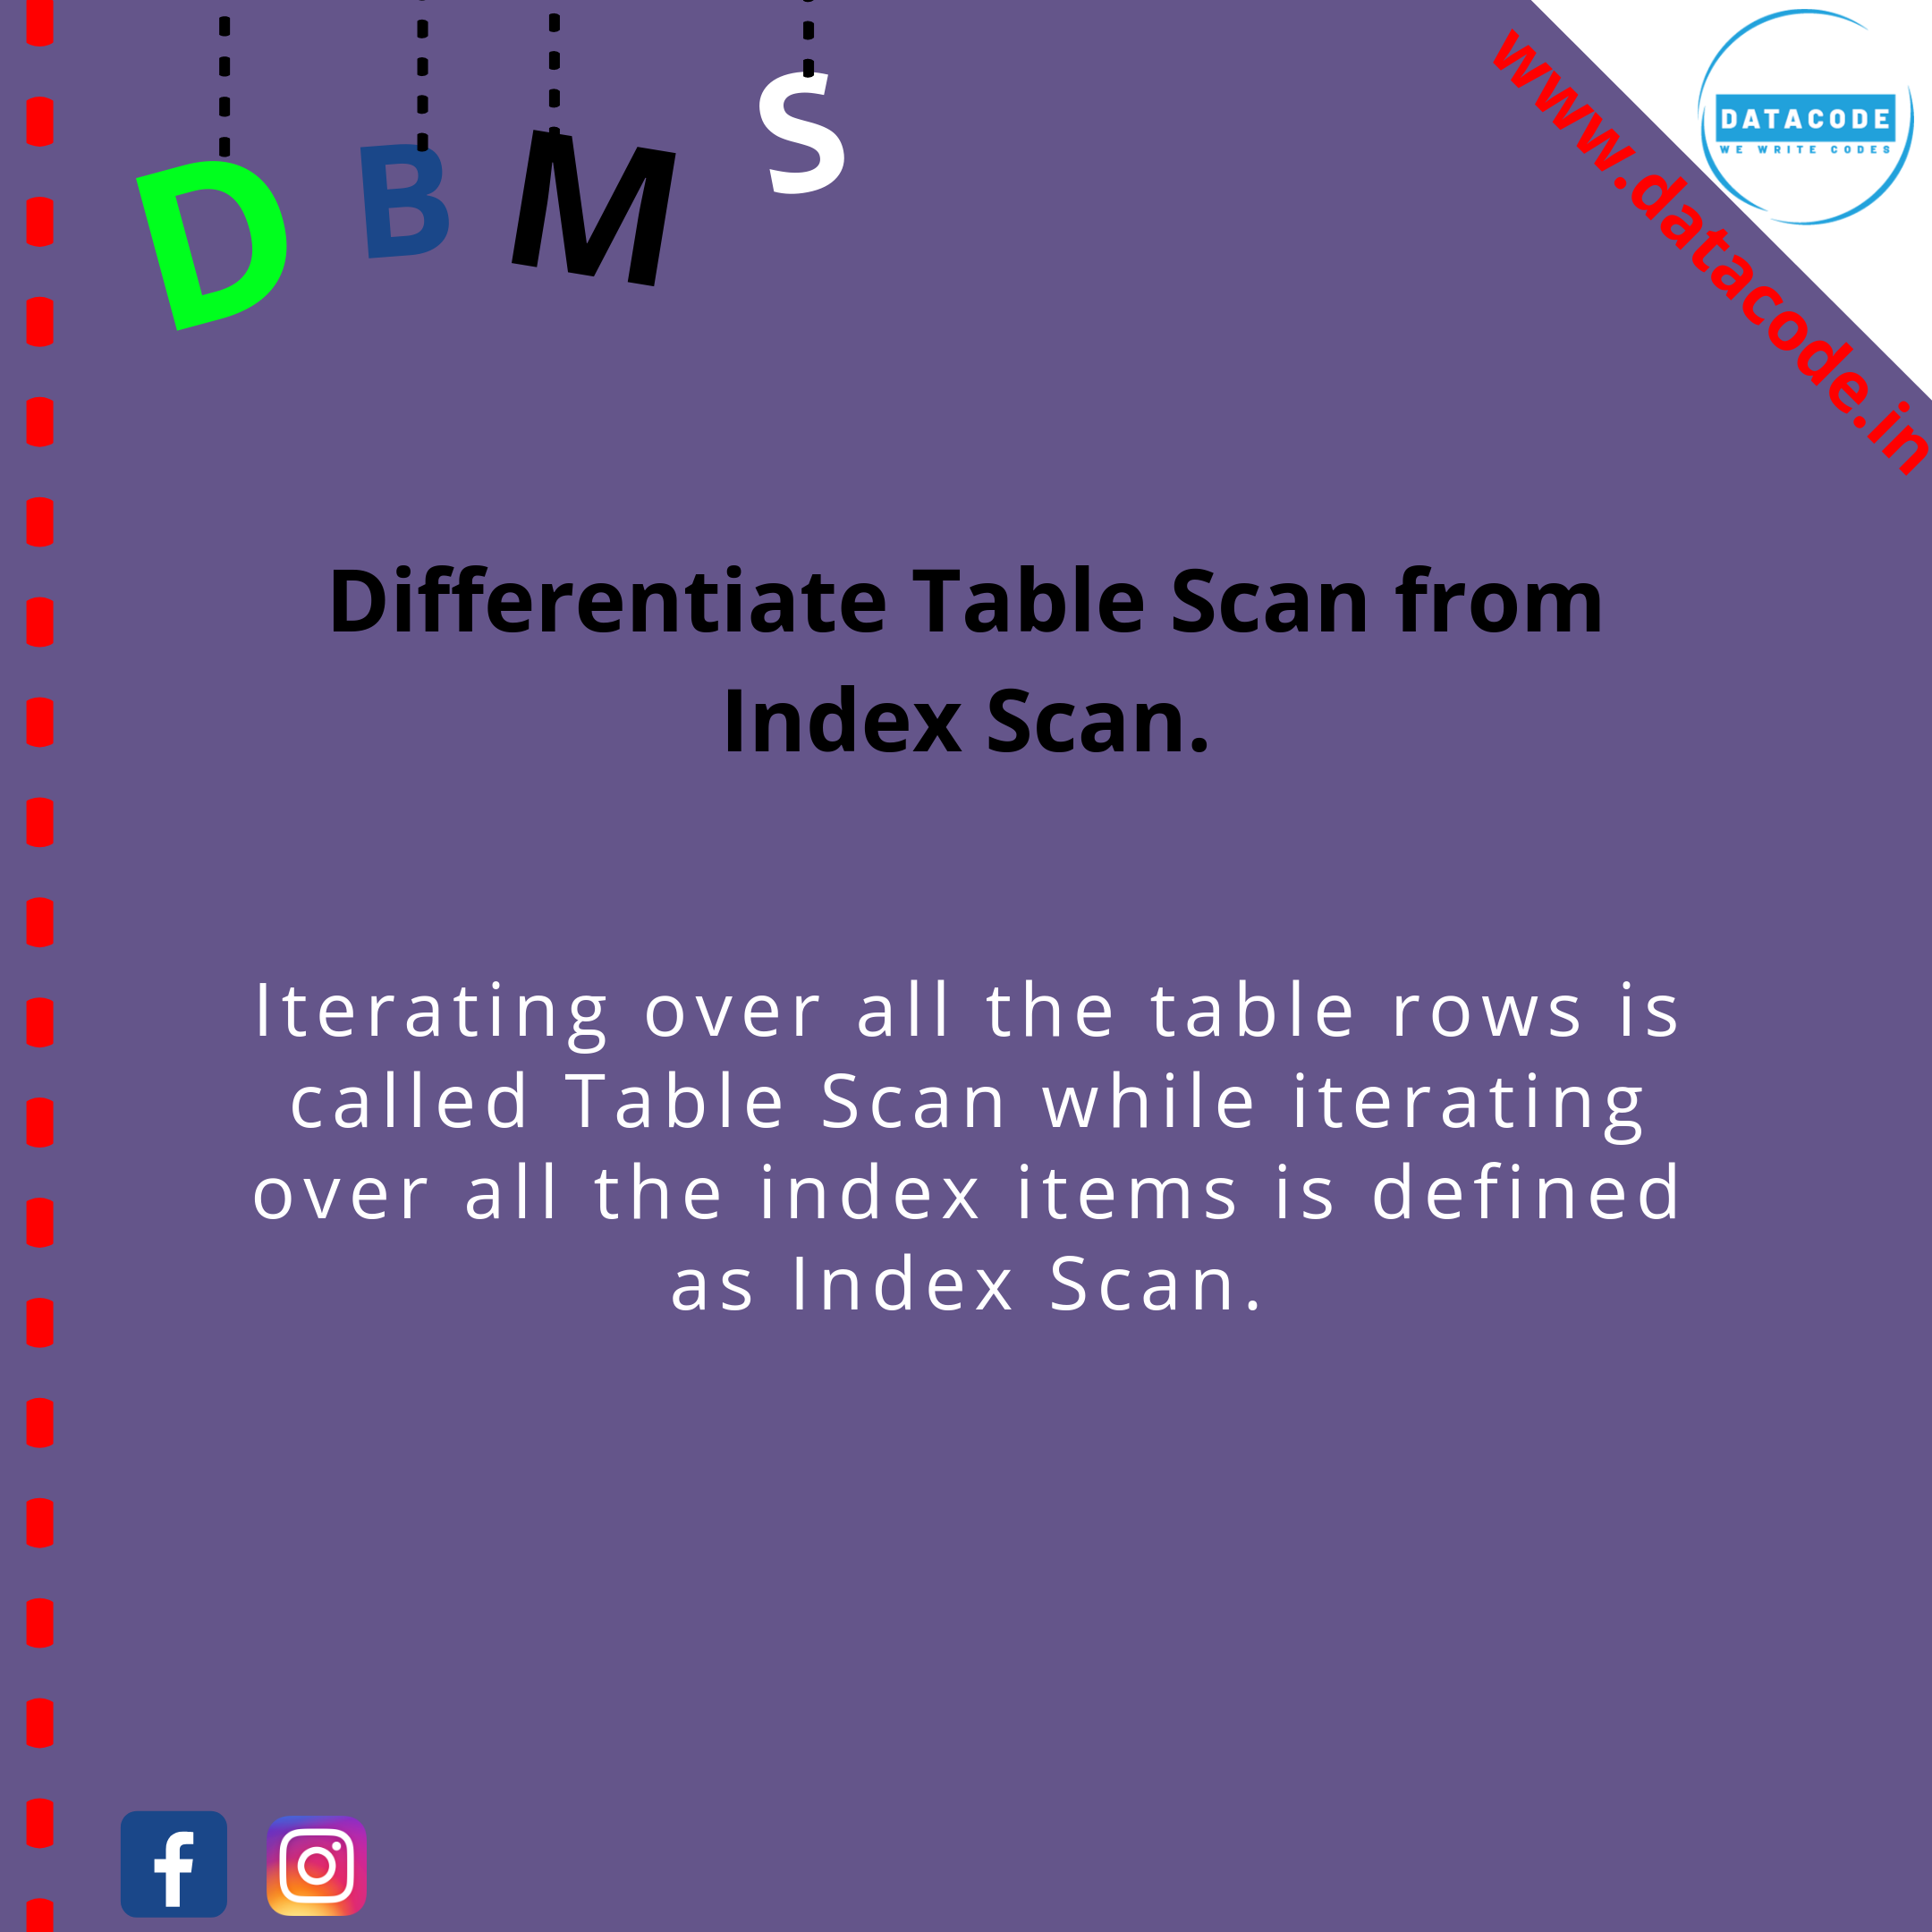 D B M S
DATACODE
WE WRITE CODES
www.datacode.in
Differentiate Table Scan from
Index Scan.
Iterating over all the table rows is
called Table Scan while iterating
over all the index items is defined
as Index Scan.
f